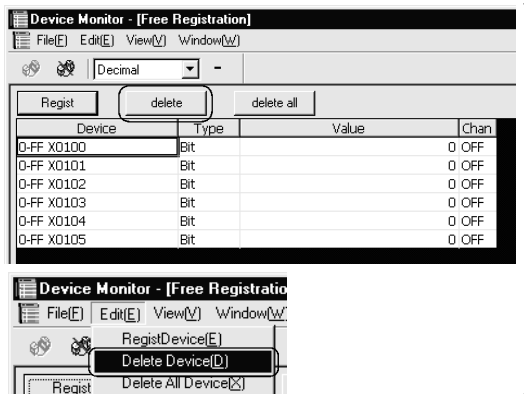 Device Monitor - [Free Registration]
File(F) Edit(E) View(V) Window(W)
Decimal -
Regist delete delete all
Device Type Value Chan
0-FF X0100 Bit 0 OFF
0-FF X0101 Bit 0 OFF
0-FF X0102 Bit 0 OFF
0-FF X0103 Bit 0 OFF
0-FF X0104 Bit 0 OFF
0-FF X0105 Bit 0 OFF
Device Monitor - [Free Registratio
File(F) Edit(E) View(V) Window(W
RegistDevice(E)
Delete Device(D)
Regist Delete All Device(X)